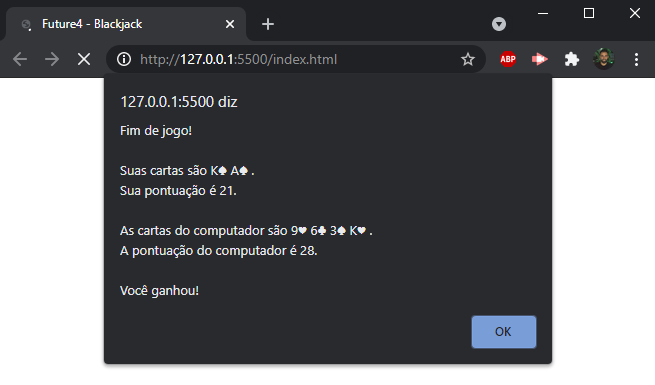 Future4 - Blackjack
http://127.0.0.1:5500/index.html
ABP
127.0.0.1:5500 diz
Fim de jogo!
Suas cartas são K♠ A♠ .
Sua pontuação é 21.
As cartas do computador são 9♥ 6♣ 3♠ K♥ .
A pontuação do computador é 28.
Você ganhou!
OK